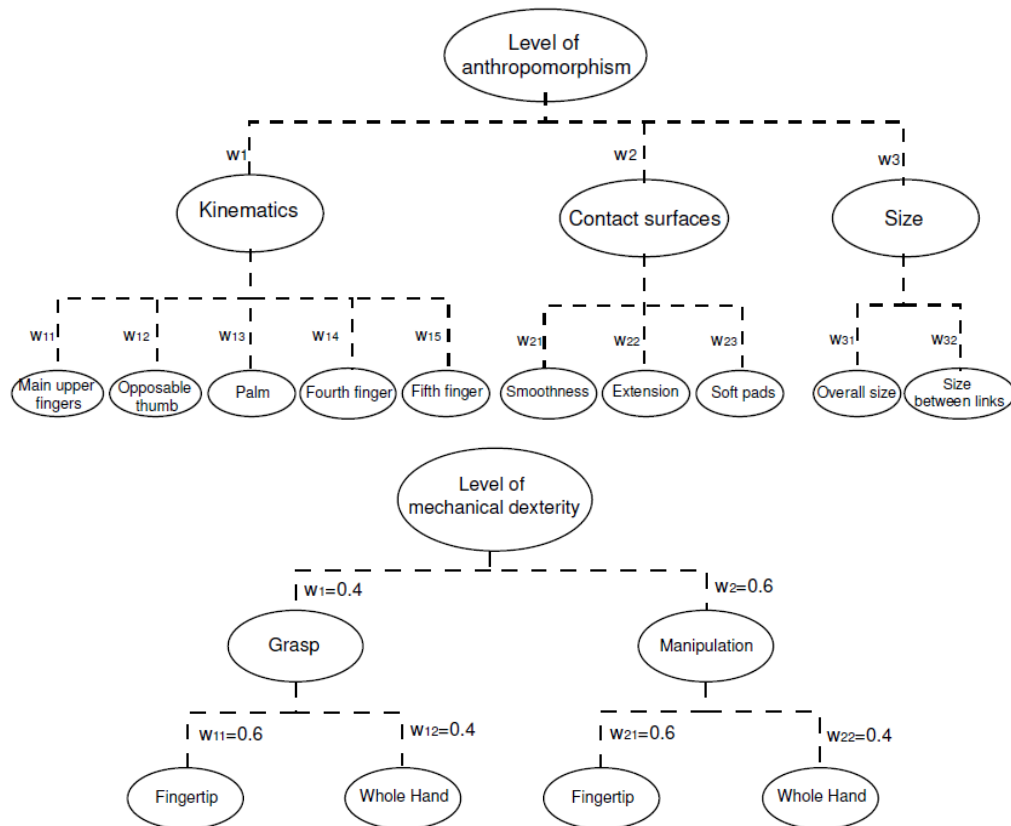 Level of
anthropomorphism
w1
w2
w3
Kinematics
Contact surfaces
Size
w11
w12
w13
w14
w15
w21
w22
w23
w31
w32
Main upper
fingers
Opposable
thumb
Palm
Fourth finger
Fifth finger
Smoothness
Extension
Soft pads
Overall size
Size
between links
Level of
mechanical dexterity
w1=0.4
w2=0.6
Grasp
Manipulation
w11=0.6
w12=0.4
w21=0.6
w22=0.4
Fingertip
Whole Hand
Fingertip
Whole Hand